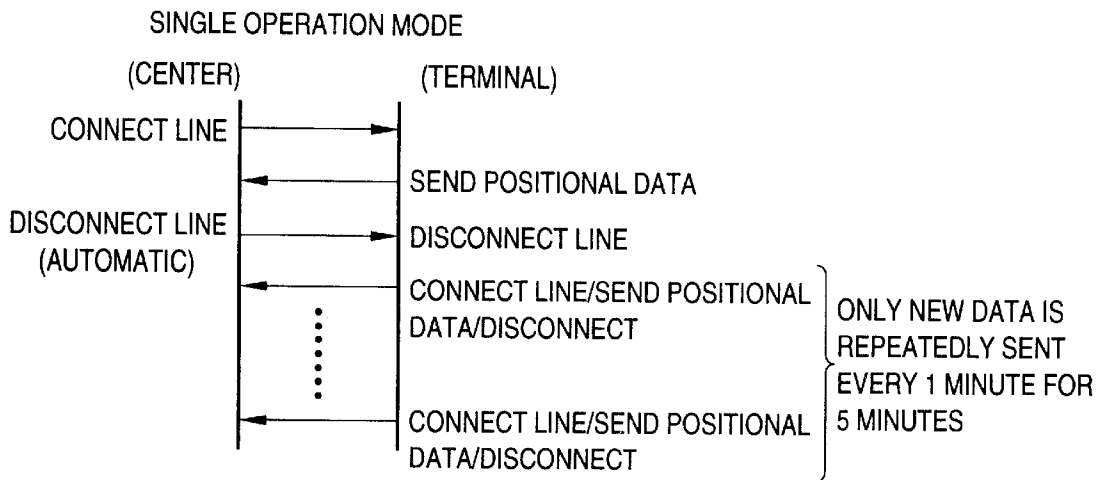 SINGLE OPERATION MODE
(CENTER)
(TERMINAL)
CONNECT LINE
SEND POSITIONAL DATA
DISCONNECT LINE
(AUTOMATIC)
DISCONNECT LINE
CONNECT LINE/SEND POSITIONAL
DATA/DISCONNECT
CONNECT LINE/SEND POSITIONAL
DATA/DISCONNECT
ONLY NEW DATA IS
REPEATEDLY SENT
EVERY 1 MINUTE FOR
5 MINUTES